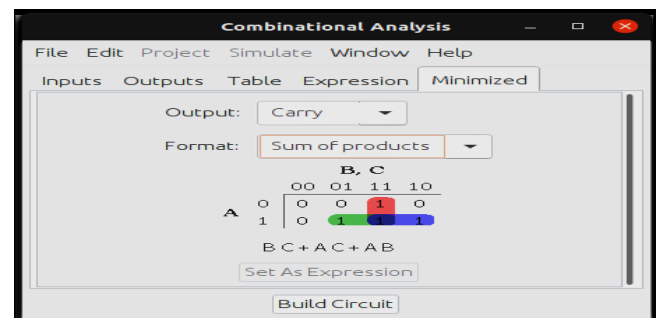 Combinational Analysis
File Edit Project Simulate Window Help
Inputs Outputs Table Expression Minimized
Output: Carry
Format: Sum of products
B, C
00 01 11 10
A 0 0 0 1 0
1 0 1 1 1
B C + A C + A B
Set As Expression
Build Circuit